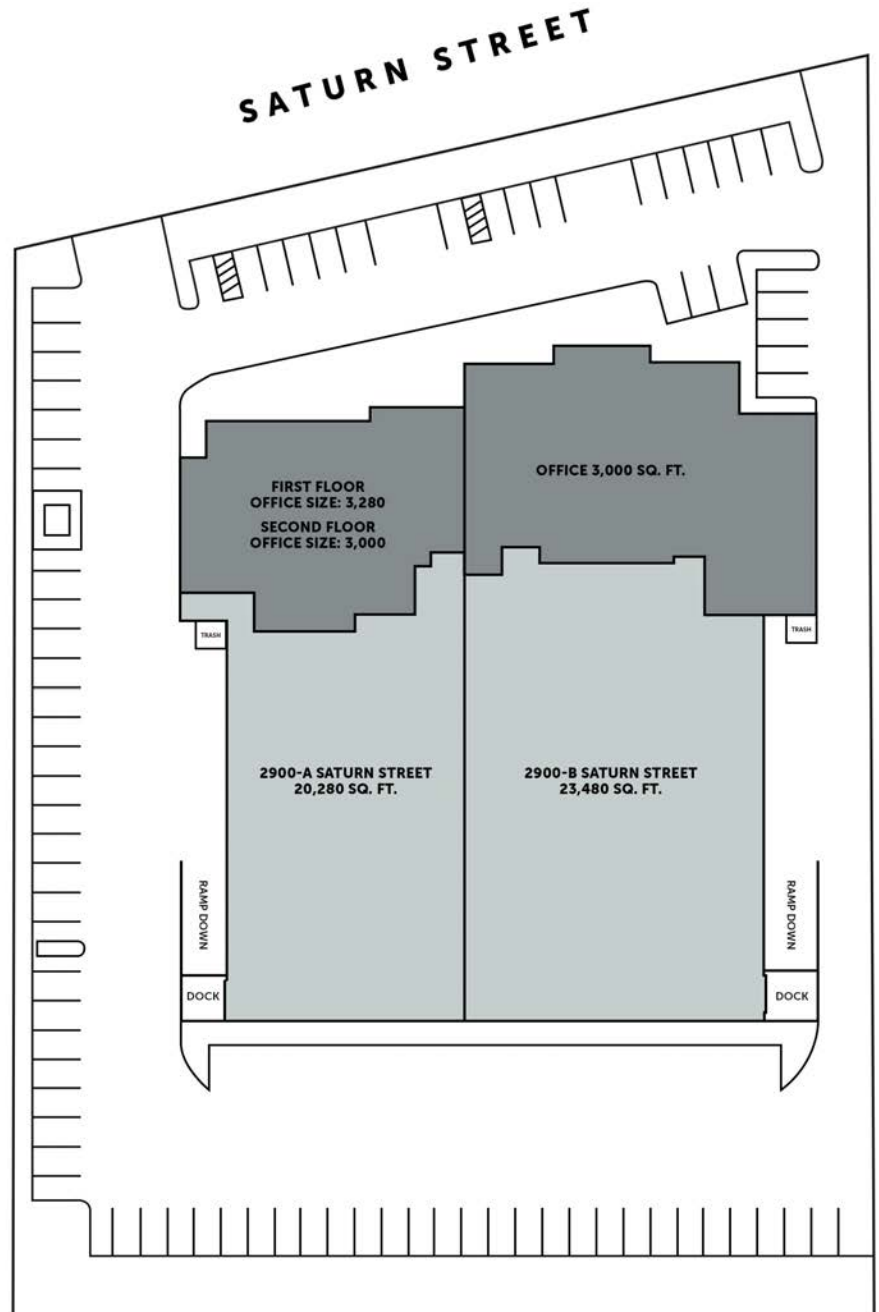 SATURN STREET
OFFICE 3,000 SQ. FT.
FIRST FLOOR
OFFICE SIZE: 3,280
SECOND FLOOR
OFFICE SIZE: 3,000
TRASH
TRASH
2900-A SATURN STREET
20,280 SQ. FT.
2900-B SATURN STREET
23,480 SQ. FT.
RAMP DOWN
RAMP DOWN
DOCK
DOCK